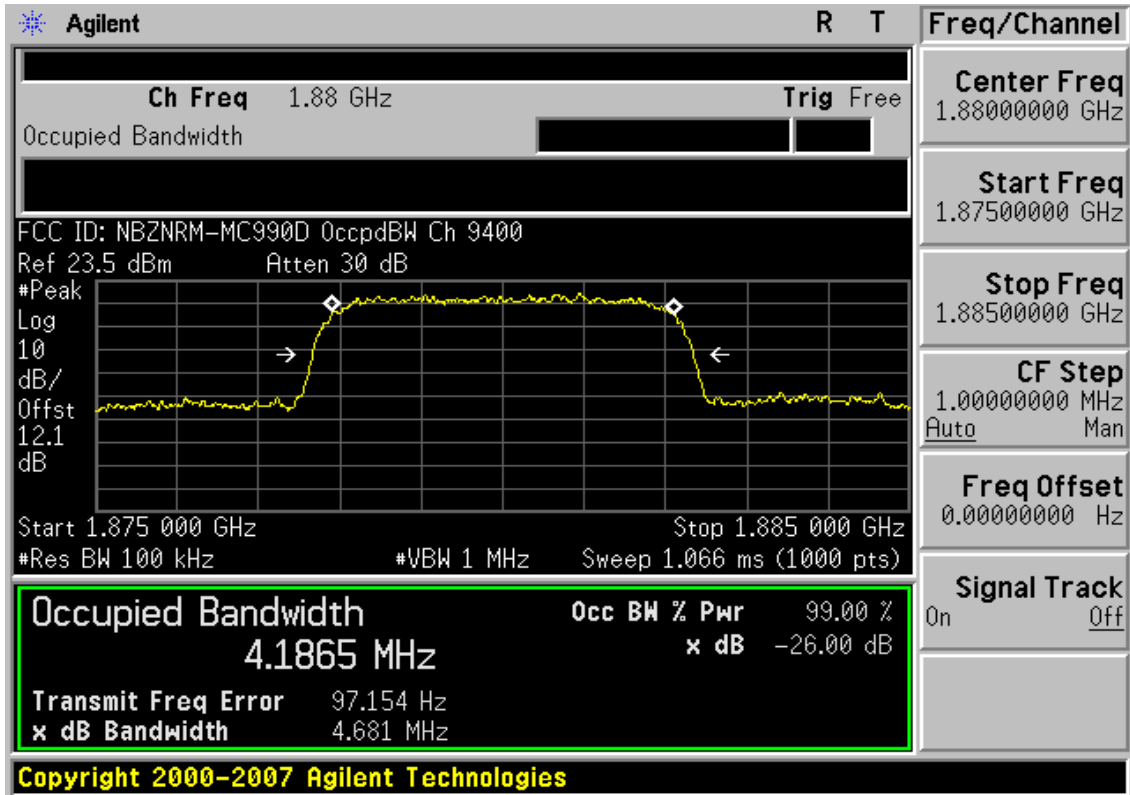 Agilent R T
Ch Freq 1.88 GHz Trig Free
Occupied Bandwidth
FCC ID: NBZNRM-MC990D OccpdBW Ch 9400
Ref 23.5 dBm Atten 30 dB
#Peak
Log
10
dB/
Offst
12.1
dB
Start 1.875 000 GHz Stop 1.885 000 GHz
#Res BW 100 kHz #VBW 1 MHz Sweep 1.066 ms (1000 pts)
Occupied Bandwidth
4.1865 MHz
Occ BW % Pwr 99.00 %
x dB -26.00 dB
Transmit Freq Error 97.154 Hz
x dB Bandwidth 4.681 MHz
Copyright 2000-2007 Agilent Technologies
Freq/Channel
Center Freq
1.88000000 GHz
Start Freq
1.87500000 GHz
Stop Freq
1.88500000 GHz
CF Step
1.00000000 MHz
Auto Man
Freq Offset
0.00000000 Hz
Signal Track
On Off